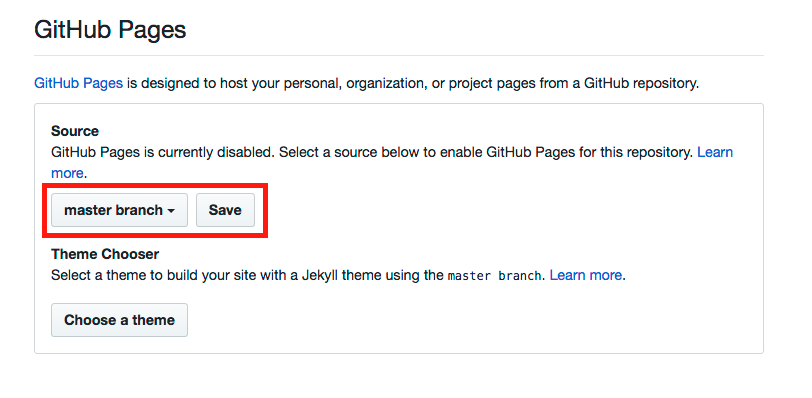 GitHub Pages
GitHub Pages is designed to host your personal, organization, or project pages from a GitHub repository.
Source
GitHub Pages is currently disabled. Select a source below to enable GitHub Pages for this repository. Learn
more.
master branch Save
Theme Chooser
Select a theme to build your site with a Jekyll theme using the master branch. Learn more.
Choose a theme